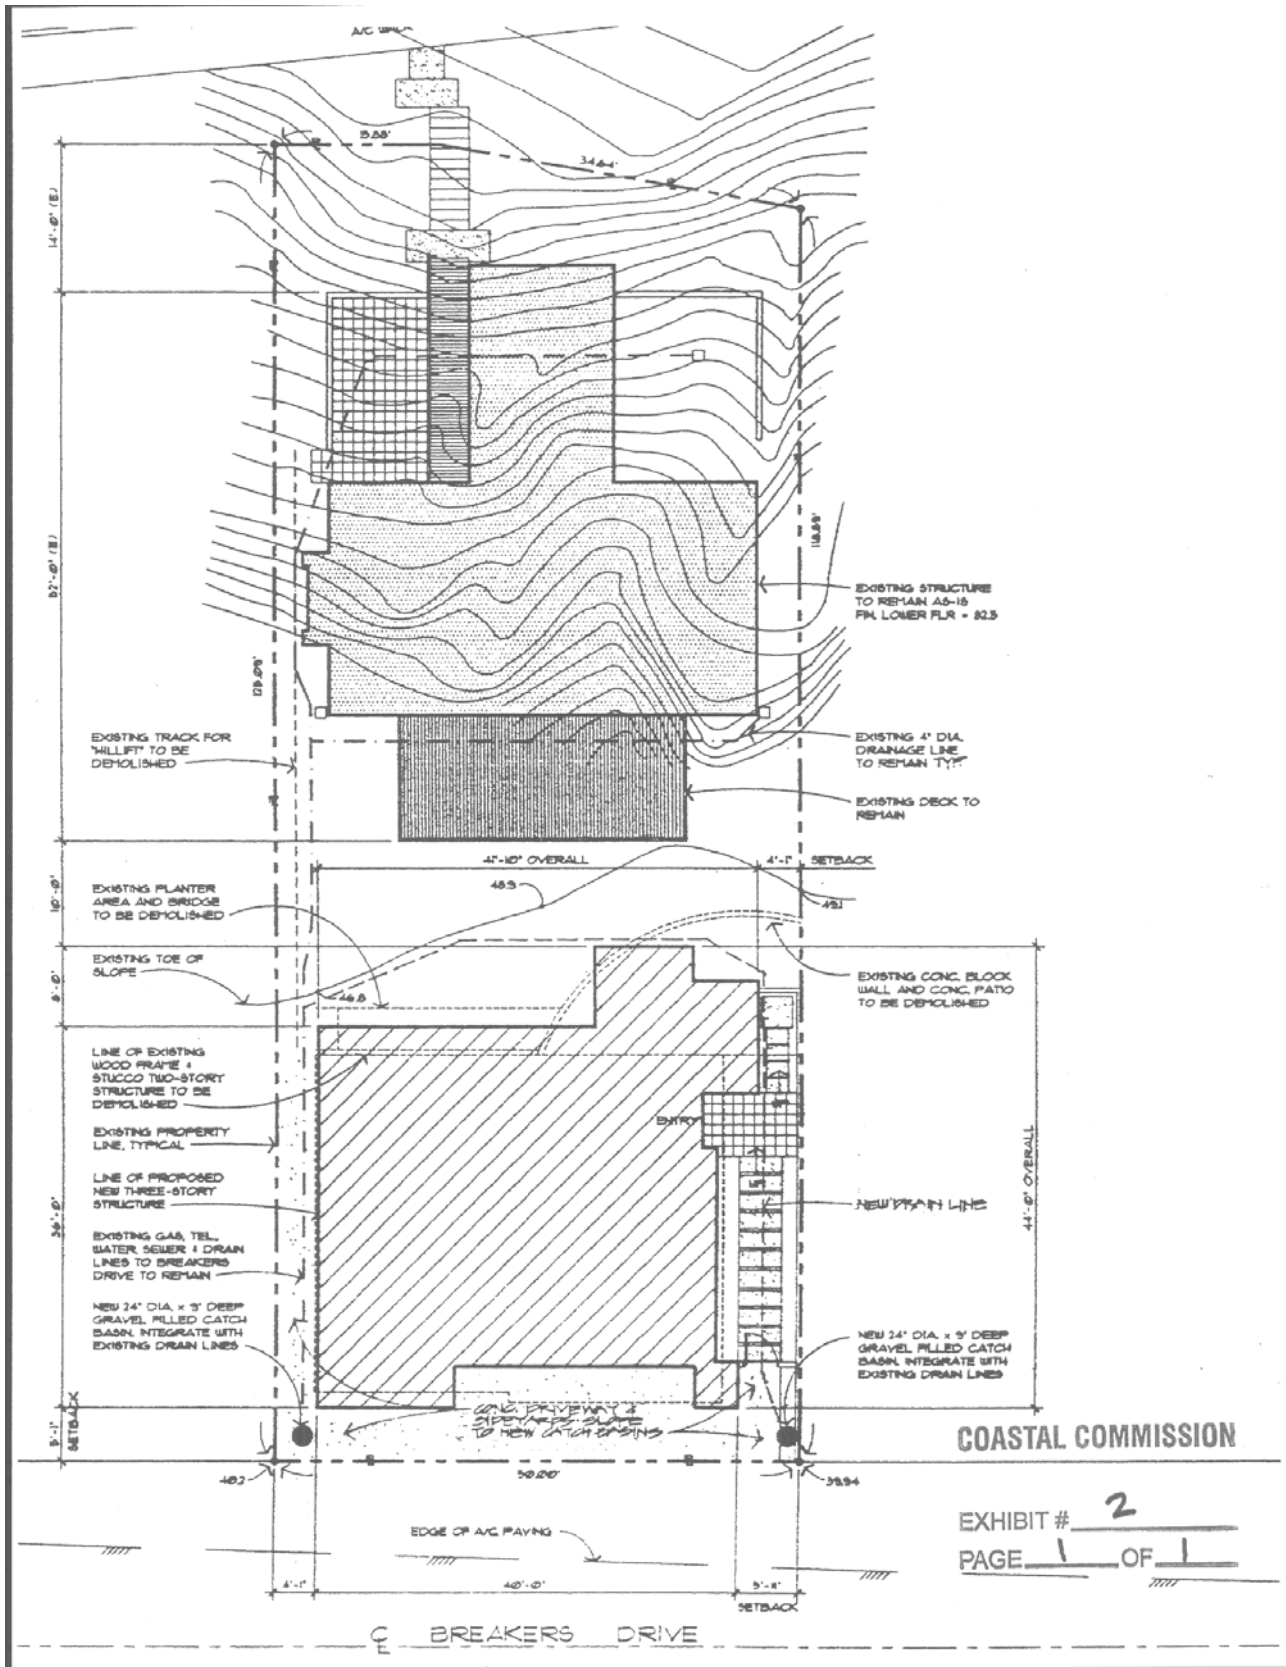 A/C WALK
15.88'
34.64'
14'-0" (E)
52'-0" (E)
118.69'
EXISTING STRUCTURE
TO REMAIN AS-IS
FIN. LOWER FLR = 82.5
EXISTING TRACK FOR
"HILLIFT" TO BE
DEMOLISHED
EXISTING 4" DIA.
DRAINAGE LINE
TO REMAIN TYP.
EXISTING DECK TO
REMAIN
41'-10" OVERALL
4'-1"
SETBACK
10'-0"
EXISTING PLANTER
AREA AND BRIDGE
TO BE DEMOLISHED
48.9
49.1
EXISTING TOE OF
SLOPE
46.8
EXISTING CONC. BLOCK
WALL AND CONC. PATIO
TO BE DEMOLISHED
8'-0"
LINE OF EXISTING
WOOD FRAME &
STUCCO TWO-STORY
STRUCTURE TO BE
DEMOLISHED
ENTRY
EXISTING PROPERTY
LINE, TYPICAL
LINE OF PROPOSED
NEW THREE-STORY
STRUCTURE
NEW DRAIN LINE
36'-0"
44'-0" OVERALL
EXISTING GAS, TEL,
WATER, SEWER & DRAIN
LINES TO BREAKERS
DRIVE TO REMAIN
NEW 24" DIA. x 5' DEEP
GRAVEL FILLED CATCH
BASIN. INTEGRATE WITH
EXISTING DRAIN LINES
NEW 24" DIA. x 5' DEEP
GRAVEL FILLED CATCH
BASIN. INTEGRATE WITH
EXISTING DRAIN LINES
CONC. DRIVEWAY &
SIDEYARDS SLOPE
TO NEW CATCH BASINS
5'-1"
SETBACK
COASTAL COMMISSION
40.2
50.00'
39.94
EXHIBIT # 2
PAGE 1 OF 1
EDGE OF A/C PAVING
4'-1"
40'-0"
5'-11"
SETBACK
BREAKERS DRIVE